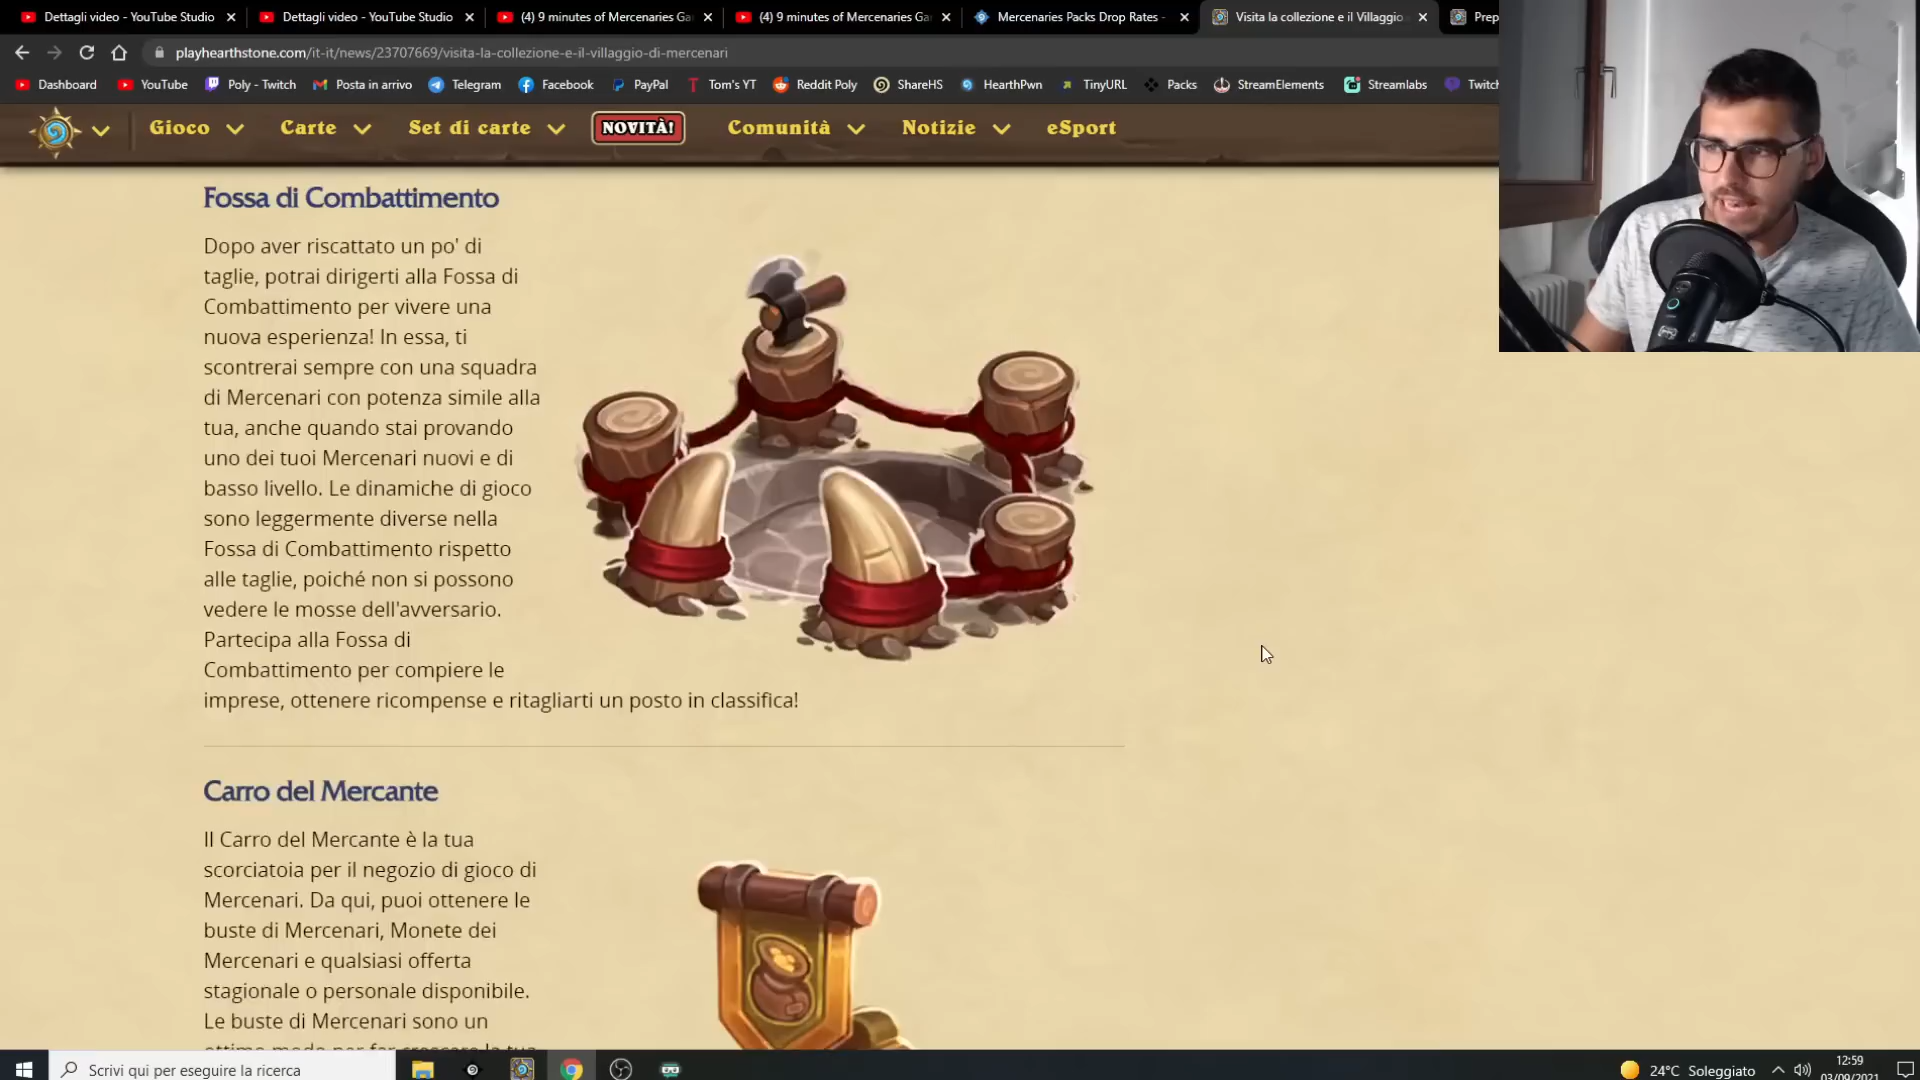 Dettagli video - YouTube Studio
Dettagli video - YouTube Studio
(4) 9 minutes of Mercenaries Ga
(4) 9 minutes of Mercenaries Ga
Mercenaries Packs Drop Rates -
Visita la collezione e il Villaggio
Prep
playhearthstone.com/it-it/news/23707669/visita-la-collezione-e-il-villaggio-di-mercenari
Dashboard
YouTube
Poly - Twitch
Posta in arrivo
Telegram
Facebook
PayPal
Tom's YT
Reddit Poly
ShareHS
HearthPwn
TinyURL
Packs
StreamElements
Streamlabs
Twitch
Gioco
Carte
Set di carte
NOVITÀ!
Comunità
Notizie
eSport
Fossa di Combattimento
Dopo aver riscattato un po' di
taglie, potrai dirigerti alla Fossa di
Combattimento per vivere una
nuova esperienza! In essa, ti
scontrerai sempre con una squadra
di Mercenari con potenza simile alla
tua, anche quando stai provando
uno dei tuoi Mercenari nuovi e di
basso livello. Le dinamiche di gioco
sono leggermente diverse nella
Fossa di Combattimento rispetto
alle taglie, poiché non si possono
vedere le mosse dell'avversario.
Partecipa alla Fossa di
Combattimento per compiere le
imprese, ottenere ricompense e ritagliarti un posto in classifica!
Carro del Mercante
Il Carro del Mercante è la tua
scorciatoia per il negozio di gioco di
Mercenari. Da qui, puoi ottenere le
buste di Mercenari, Monete dei
Mercenari e qualsiasi offerta
stagionale o personale disponibile.
Le buste di Mercenari sono un
ottimo modo per far crescere la tua
Scrivi qui per eseguire la ricerca
24°C Soleggiato
12:59
03/09/2021